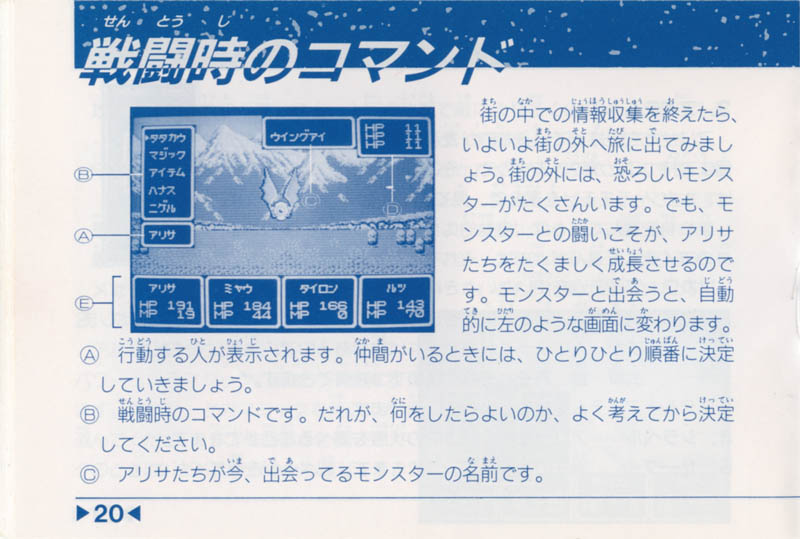 せんとうじ
戦闘時のコマンド
▶タタカウ
マジック
アイテム
ハナス
ニゲル
アリサ
ウイングアイ
HP 11
HP 11
HP 11
Ⓑ
Ⓐ
Ⓒ
Ⓓ
Ⓔ
アリサ
HP 191
MP 19
ミャウ
HP 184
MP 44
タイロン
HP 166
MP 0
ルツ
HP 143
MP 70
街の中での情報収集を終えたら、
いよいよ街の外へ旅に出てみまし
ょう。街の外には、恐ろしいモンス
ターがたくさんいます。でも、モ
ンスターとの闘いこそが、アリサ
たちをたくましく成長させるので
す。モンスターと出会うと、自動
的に左のような画面に変わります。
Ⓐ 行動する人が表示されます。仲間がいるときには、ひとりひとり順番に決定
していきましょう。
Ⓑ 戦闘時のコマンドです。だれが、何をしたらよいのか、よく考えてから決定
してください。
Ⓒ アリサたちが今、出会ってるモンスターの名前です。
▶20◀